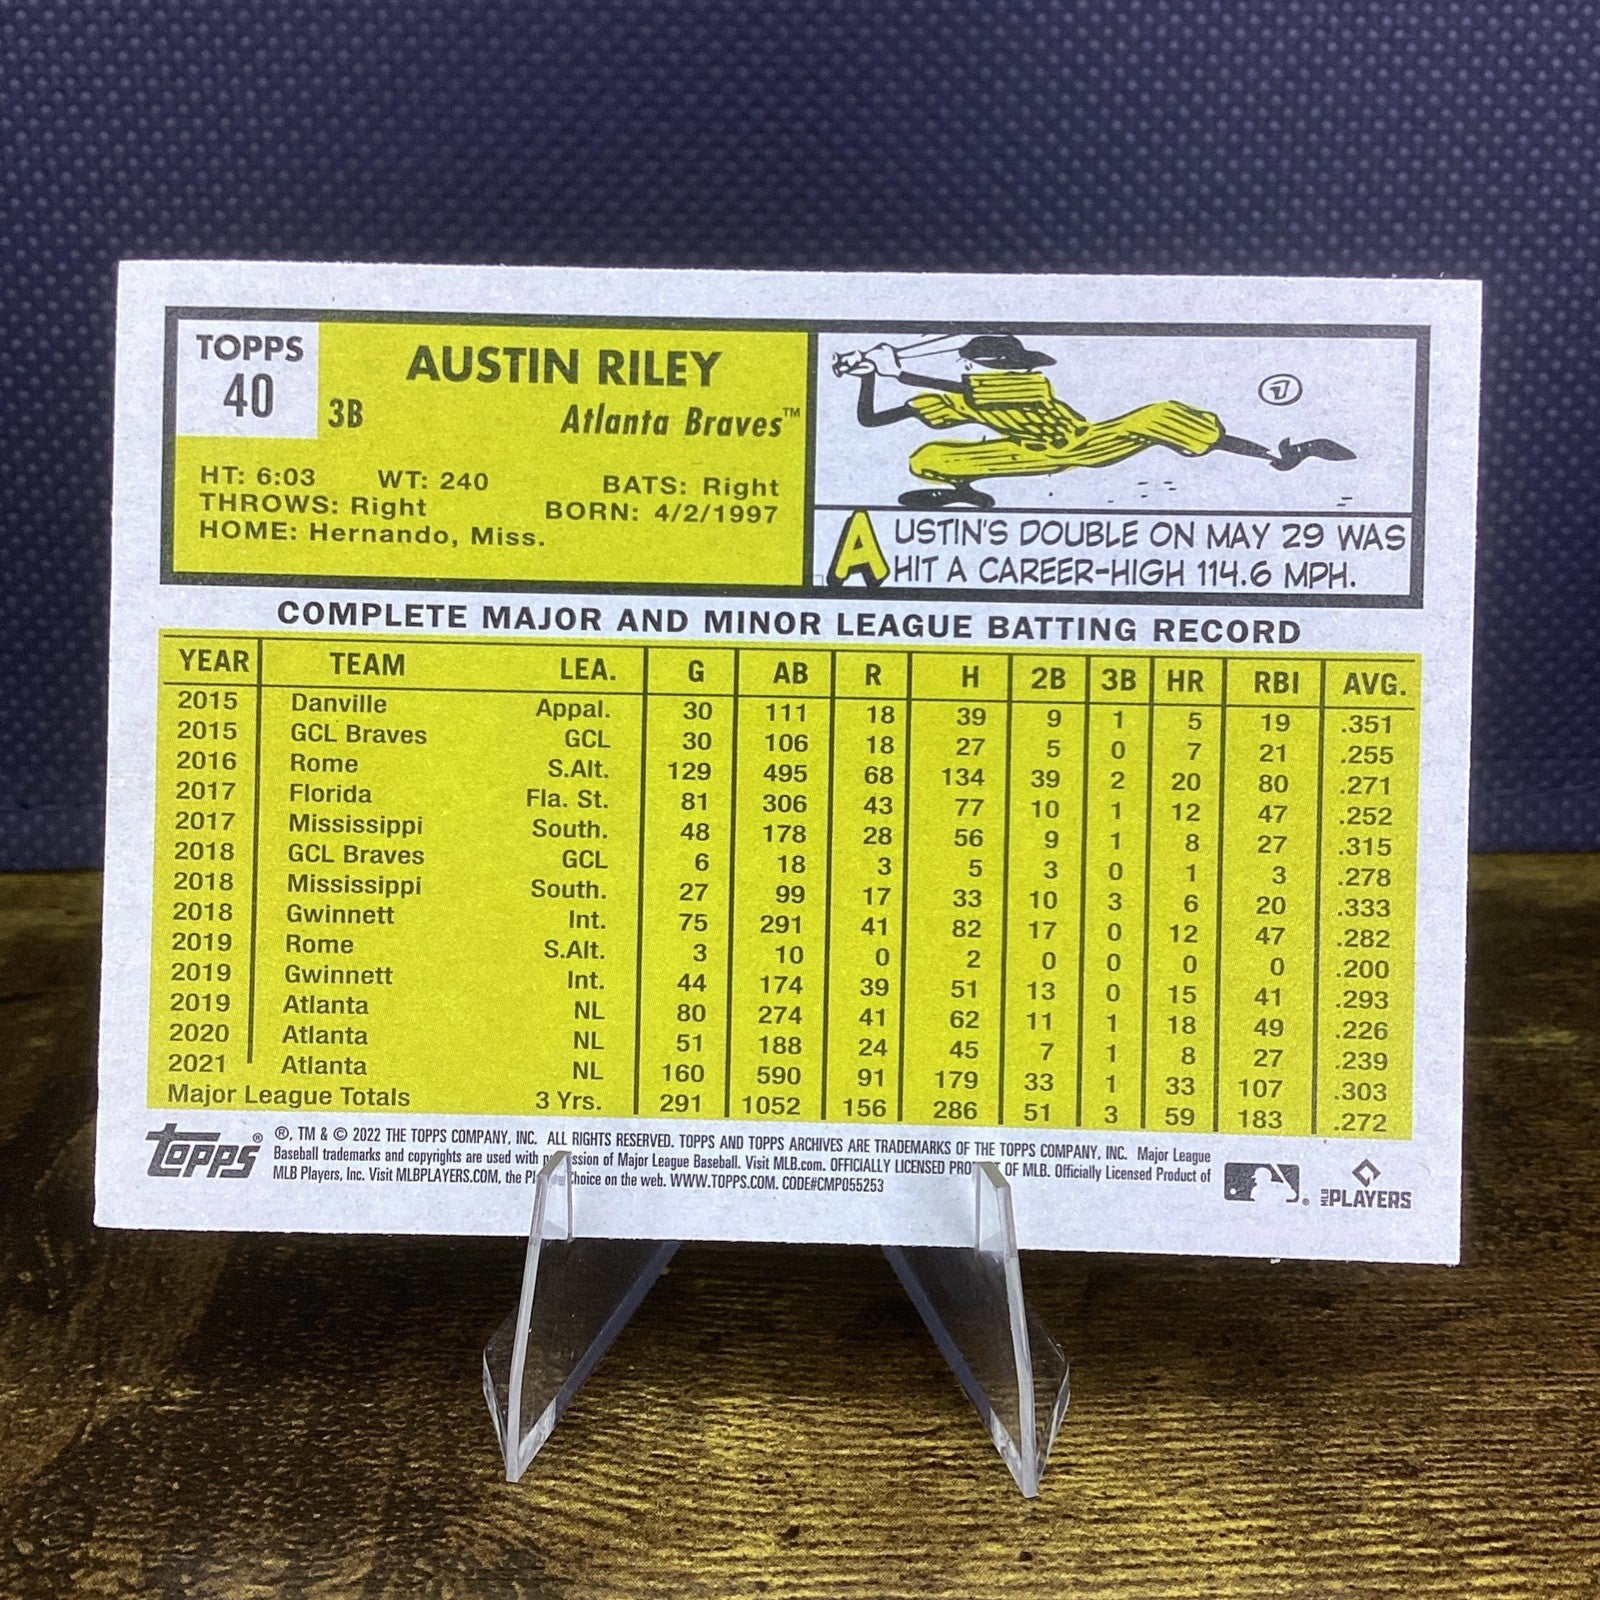 TOPPS
40
AUSTIN RILEY
3B
Atlanta Braves™
HT: 6:03 WT: 240 BATS: Right
THROWS: Right BORN: 4/2/1997
HOME: Hernando, Miss.
AUSTIN'S DOUBLE ON MAY 29 WAS
HIT A CAREER-HIGH 114.6 MPH.
COMPLETE MAJOR AND MINOR LEAGUE BATTING RECORD
YEAR TEAM LEA. G AB R H 2B 3B HR RBI AVG.
2015 Danville Appal. 30 111 18 39 9 1 5 19 .351
2015 GCL Braves GCL 30 106 18 27 5 0 7 21 .255
2016 Rome S.Alt. 129 495 68 134 39 2 20 80 .271
2017 Florida Fla. St. 81 306 43 77 10 1 12 47 .252
2017 Mississippi South. 48 178 28 56 9 1 8 27 .315
2018 GCL Braves GCL 6 18 3 5 3 0 1 3 .278
2018 Mississippi South. 27 99 17 33 10 3 6 20 .333
2018 Gwinnett Int. 75 291 41 82 17 0 12 47 .282
2019 Rome S.Alt. 3 10 0 2 0 0 0 0 .200
2019 Gwinnett Int. 44 174 39 51 13 0 15 41 .293
2019 Atlanta NL 80 274 41 62 11 1 18 49 .226
2020 Atlanta NL 51 188 24 45 7 1 8 27 .239
2021 Atlanta NL 160 590 91 179 33 1 33 107 .303
Major League Totals 3 Yrs. 291 1052 156 286 51 3 59 183 .272
topps® ®, TM & © 2022 THE TOPPS COMPANY, INC. ALL RIGHTS RESERVED. TOPPS AND TOPPS ARCHIVES ARE TRADEMARKS OF THE TOPPS COMPANY, INC. Major League
Baseball trademarks and copyrights are used with ssion of Major League Baseball. Visit MLB.com. OFFICIALLY LICENSED PRO OF MLB. Officially Licensed Product of
MLB Players, Inc. Visit MLBPLAYERS.COM, the choice on the web. WWW.TOPPS.COM. CODE#CMP055253
MLB PLAYERS